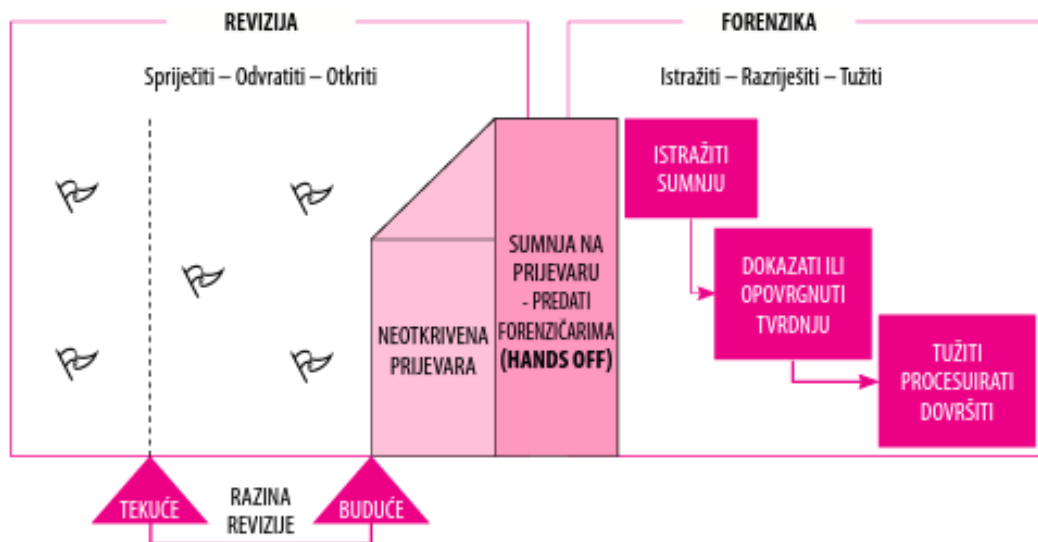 REVIZIJA
FORENZIKA
Spriječiti – Odvratiti – Otkriti
Istražiti – Razriješiti – Tužiti
ISTRAŽITI
SUMNJU
SUMNJA NA
PRIJEVARU
- PREDATI
FORENZIČARIMA
(HANDS OFF)
NEOTKRIVENA
PRIJEVARA
DOKAZATI ILI
OPOVRGNUTI
TVRDNJU
TUŽITI
PROCESUIRATI
DOVRŠITI
TEKUĆE
RAZINA
REVIZIJE
BUDUĆE